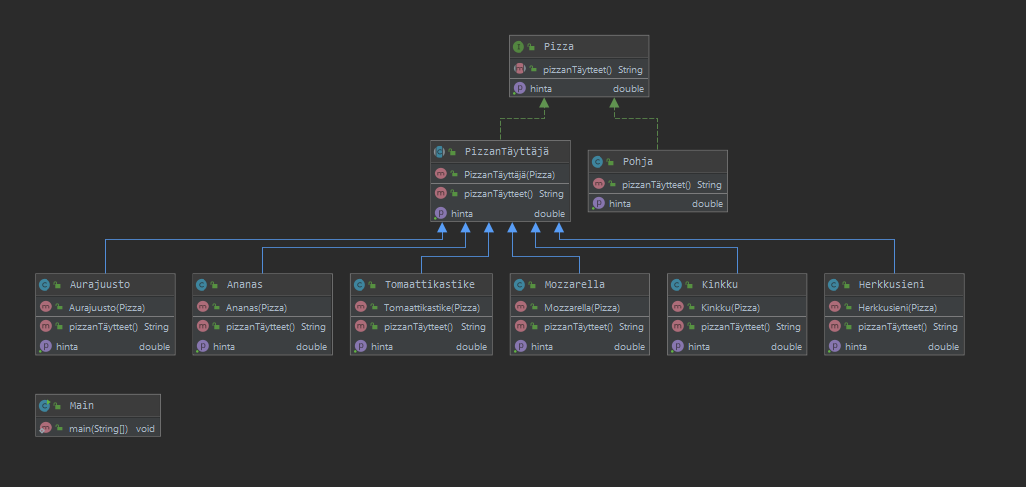 Pizza
pizzanTäytteet() String
hinta double
PizzanTäyttäjä
PizzanTäyttäjä(Pizza)
pizzanTäytteet() String
hinta double
Pohja
pizzanTäytteet() String
hinta double
Aurajuusto
Aurajuusto(Pizza)
pizzanTäytteet() String
hinta double
Ananas
Ananas(Pizza)
pizzanTäytteet() String
hinta double
Tomaattikastike
Tomaattikastike(Pizza)
pizzanTäytteet() String
hinta double
Mozzarella
Mozzarella(Pizza)
pizzanTäytteet() String
hinta double
Kinkku
Kinkku(Pizza)
pizzanTäytteet() String
hinta double
Herkkusieni
Herkkusieni(Pizza)
pizzanTäytteet() String
hinta double
Main
main(String[]) void